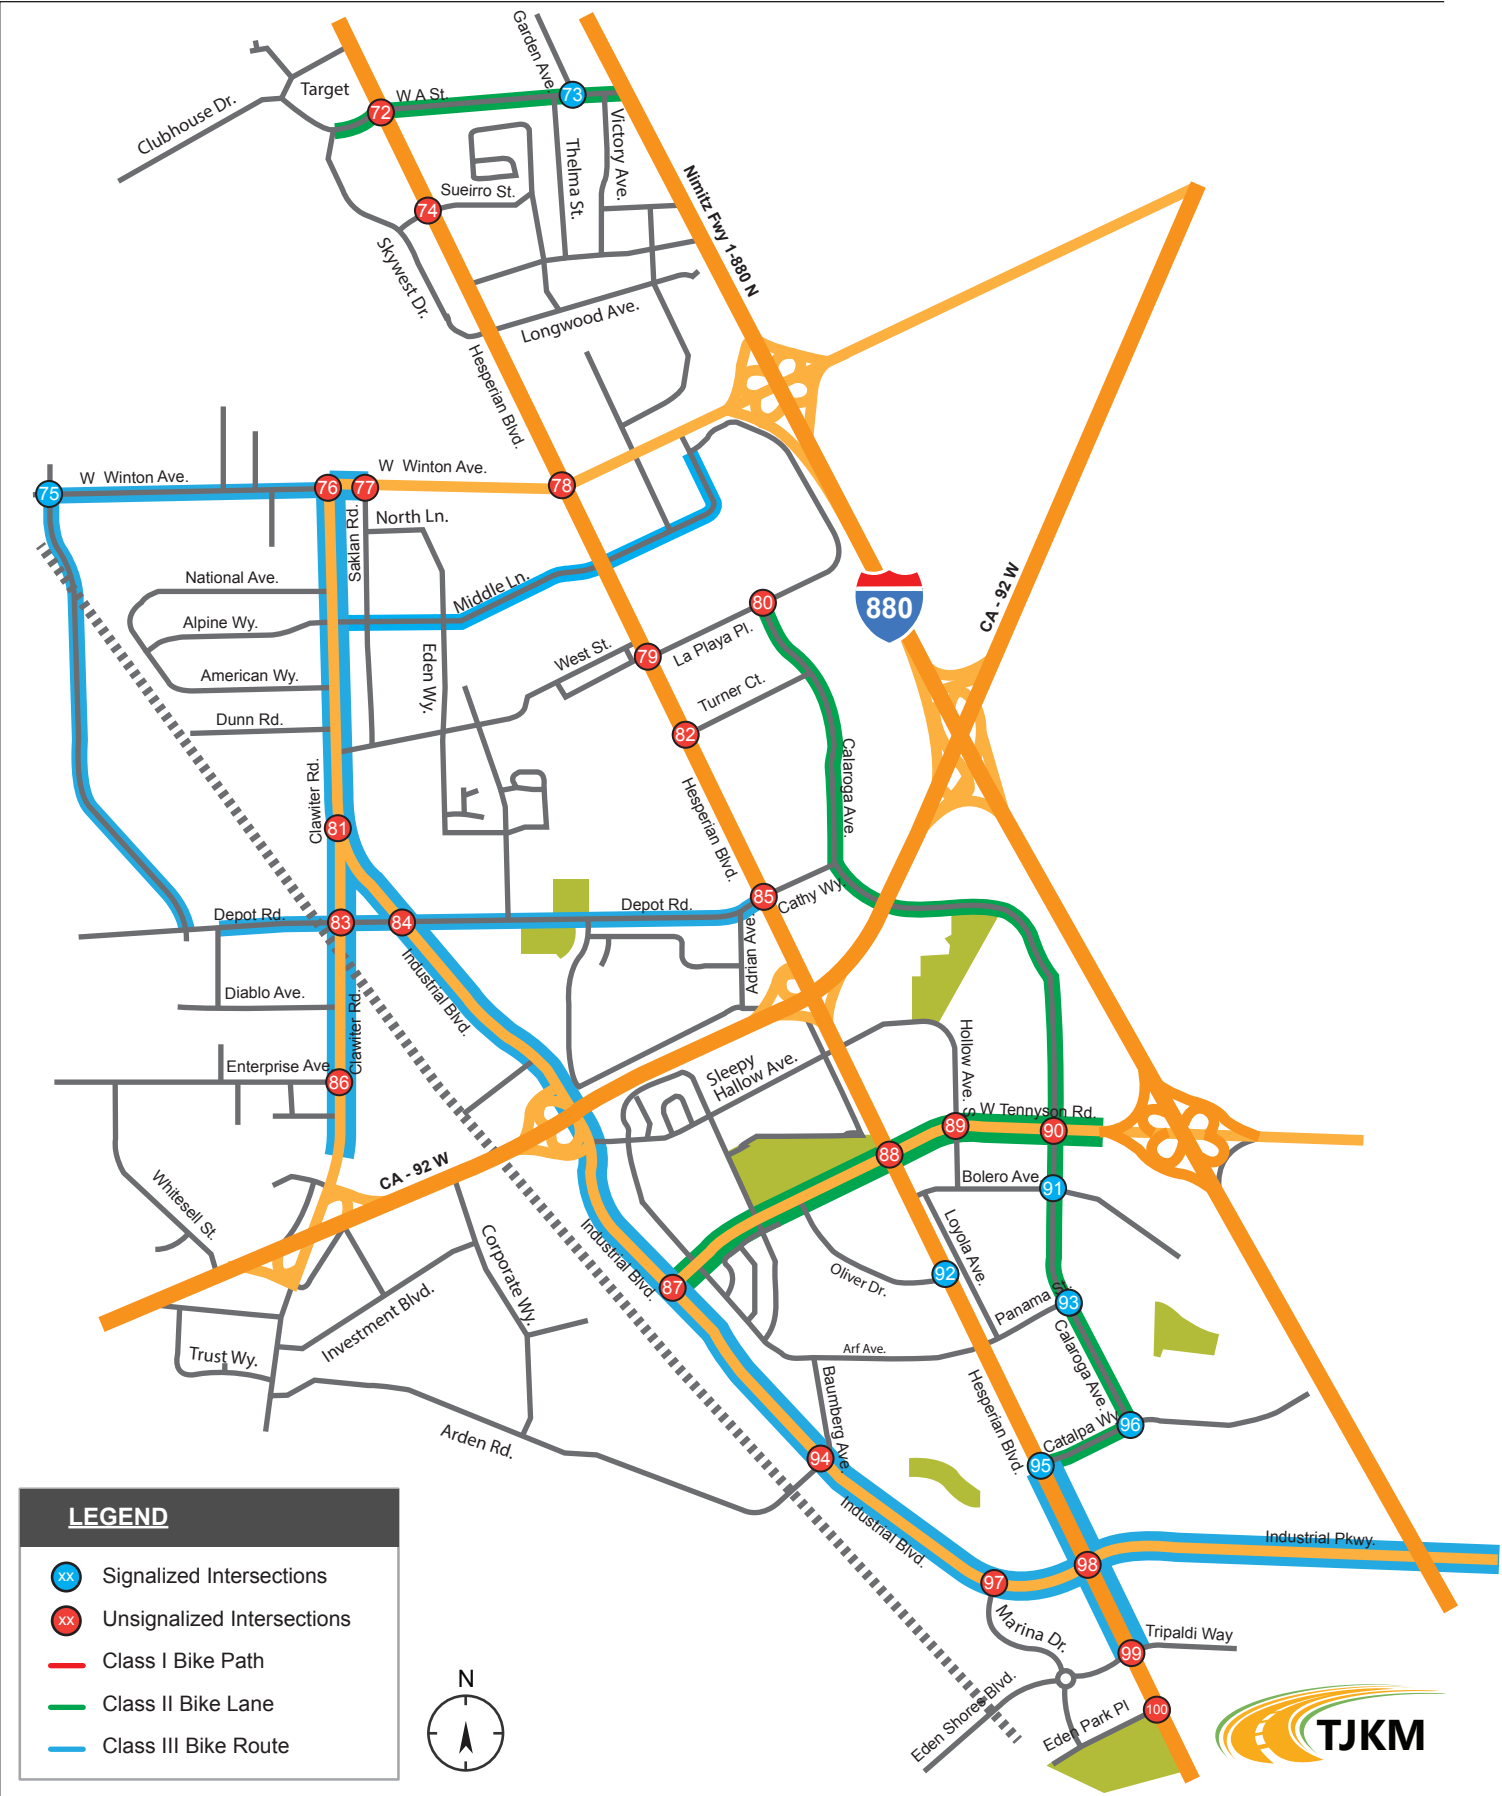 Garden Ave.
Target
W A St.
72
73
Clubhouse Dr.
Thelma St.
Victory Ave.
Sueirro St.
74
Nimitz Fwy 1-880 N
Skywest Dr.
Longwood Ave.
Hesperian Blvd.
W Winton Ave.
W Winton Ave.
75
76
77
78
Saklan Rd.
North Ln.
National Ave.
Middle Ln.
Alpine Wy.
80
880
CA - 92 W
Eden Wy.
West St.
79
La Playa Pl.
American Wy.
Turner Ct.
Dunn Rd.
82
Calaroga Ave.
Clawiter Rd.
81
Hesperian Blvd.
85
Cathy Wy.
Depot Rd.
Depot Rd.
83
84
Adrian Ave.
Industrial Blvd.
Diablo Ave.
Clawiter Rd.
Enterprise Ave
86
Sleepy
Hallow Ave.
Hollow Ave. S
W Tennyson Rd.
89
90
88
CA - 92 W
Bolero Ave
91
Whitesell St.
Corporate Wy.
Industrial Blvd.
Loyola Ave.
Oliver Dr.
92
87
Panama St.
93
Investment Blvd.
Trust Wy.
Arf Ave.
Calaroga Ave.
Baumberg Ave.
Hesperian Blvd.
Arden Rd.
Catalpa Wy
96
94
95
Industrial Blvd.
Industrial Pkwy.
98
97
Marina Dr.
Tripaldi Way
99
Eden Shores Blvd.
Eden Park Pl
100
LEGEND
xx Signalized Intersections
xx Unsignalized Intersections
Class I Bike Path
Class II Bike Lane
Class III Bike Route
N
TJKM